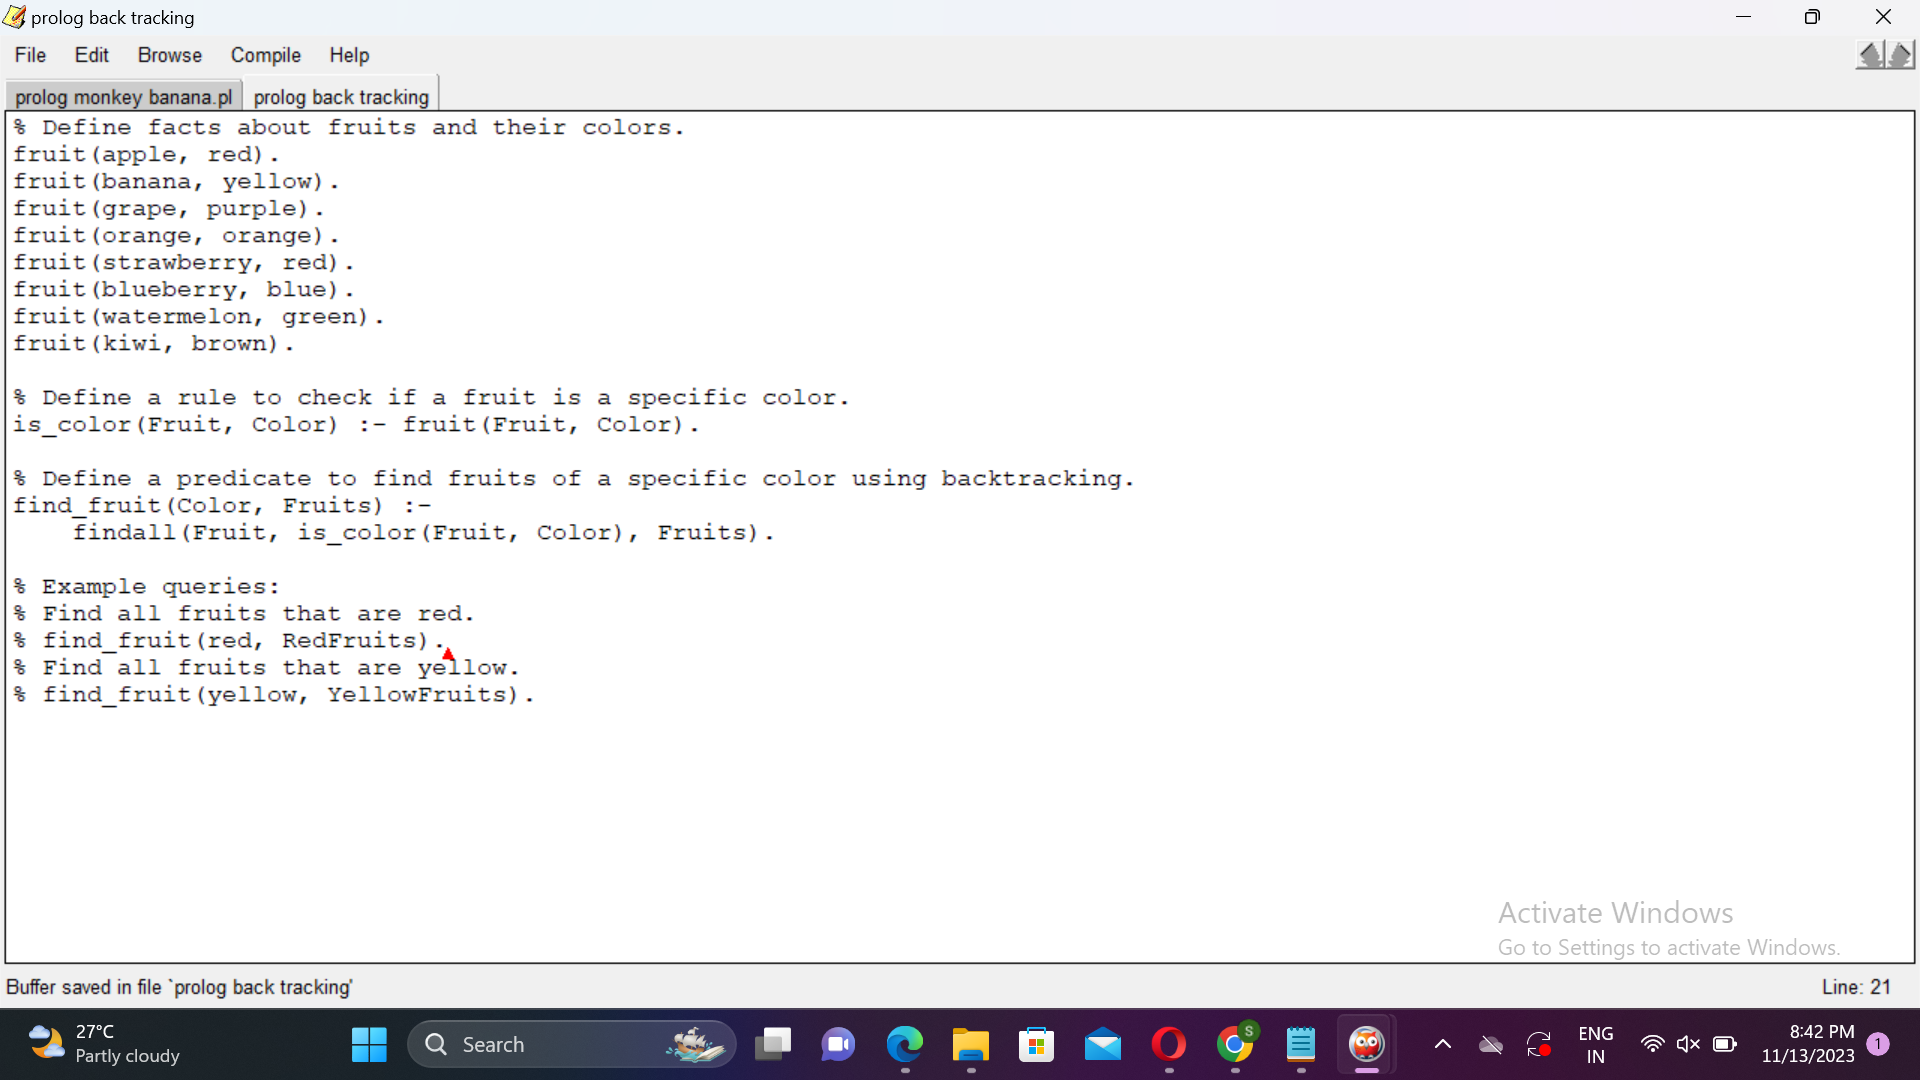 prolog back tracking
File Edit Browse Compile Help
prolog monkey banana.pl prolog back tracking
% Define facts about fruits and their colors.
fruit(apple, red).
fruit(banana, yellow).
fruit(grape, purple).
fruit(orange, orange).
fruit(strawberry, red).
fruit(blueberry, blue).
fruit(watermelon, green).
fruit(kiwi, brown).
% Define a rule to check if a fruit is a specific color.
is_color(Fruit, Color) :- fruit(Fruit, Color).
% Define a predicate to find fruits of a specific color using backtracking.
find_fruit(Color, Fruits) :-
    findall(Fruit, is_color(Fruit, Color), Fruits).
% Example queries:
% Find all fruits that are red.
% find_fruit(red, RedFruits).
% Find all fruits that are yellow.
% find_fruit(yellow, YellowFruits).
Activate Windows
Go to Settings to activate Windows.
Buffer saved in file `prolog back tracking' Line: 21
27°C
Partly cloudy
Search
S
ENG
IN
8:42 PM
11/13/2023
1